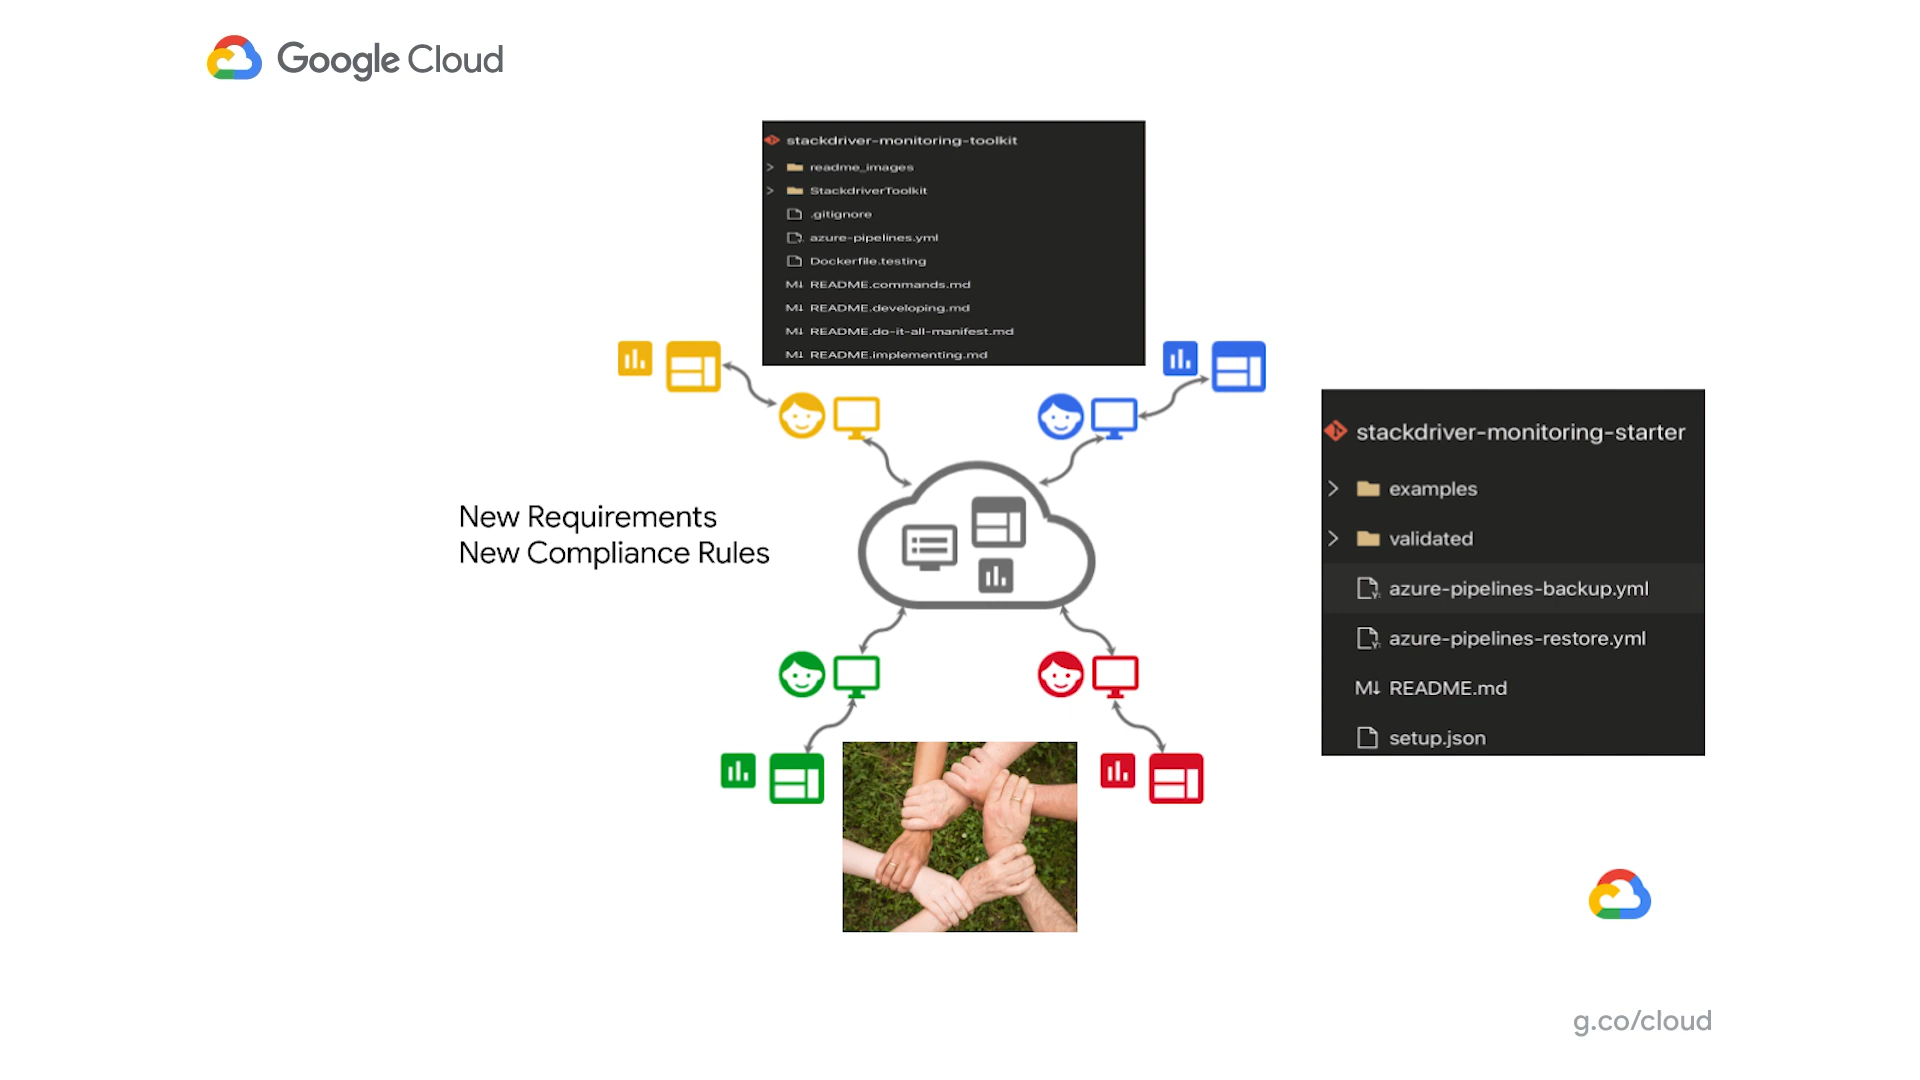 Google Cloud
stackdriver-monitoring-toolkit
readme_images
StackdriverToolkit
.gitignore
azure-pipelines.yml
Dockerfile.testing
M↓ README.commands.md
M↓ README.developing.md
M↓ README.do-it-all-manifest.md
M↓ README.implementing.md
New Requirements
New Compliance Rules
stackdriver-monitoring-starter
examples
validated
azure-pipelines-backup.yml
azure-pipelines-restore.yml
M↓ README.md
setup.json
g.co/cloud